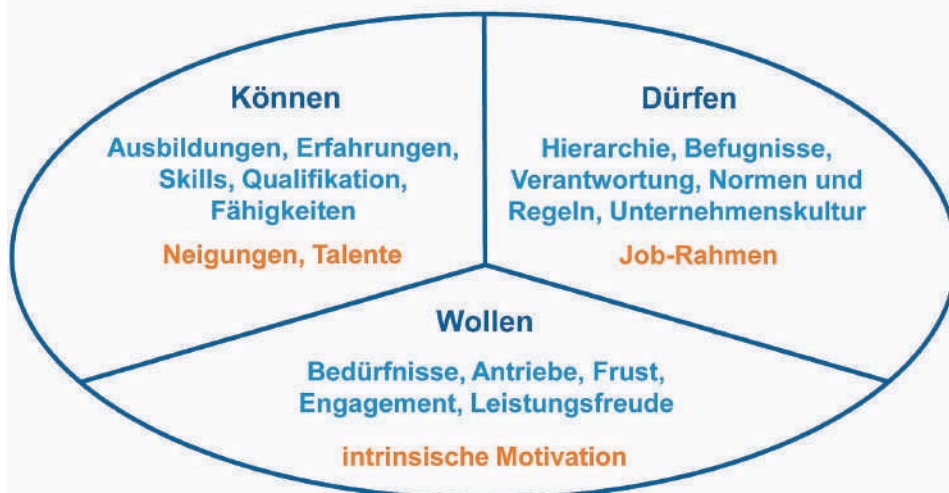 Können
Ausbildungen, Erfahrungen,
Skills, Qualifikation,
Fähigkeiten
Neigungen, Talente
Dürfen
Hierarchie, Befugnisse,
Verantwortung, Normen und
Regeln, Unternehmenskultur
Job-Rahmen
Wollen
Bedürfnisse, Antriebe, Frust,
Engagement, Leistungsfreude
intrinsische Motivation